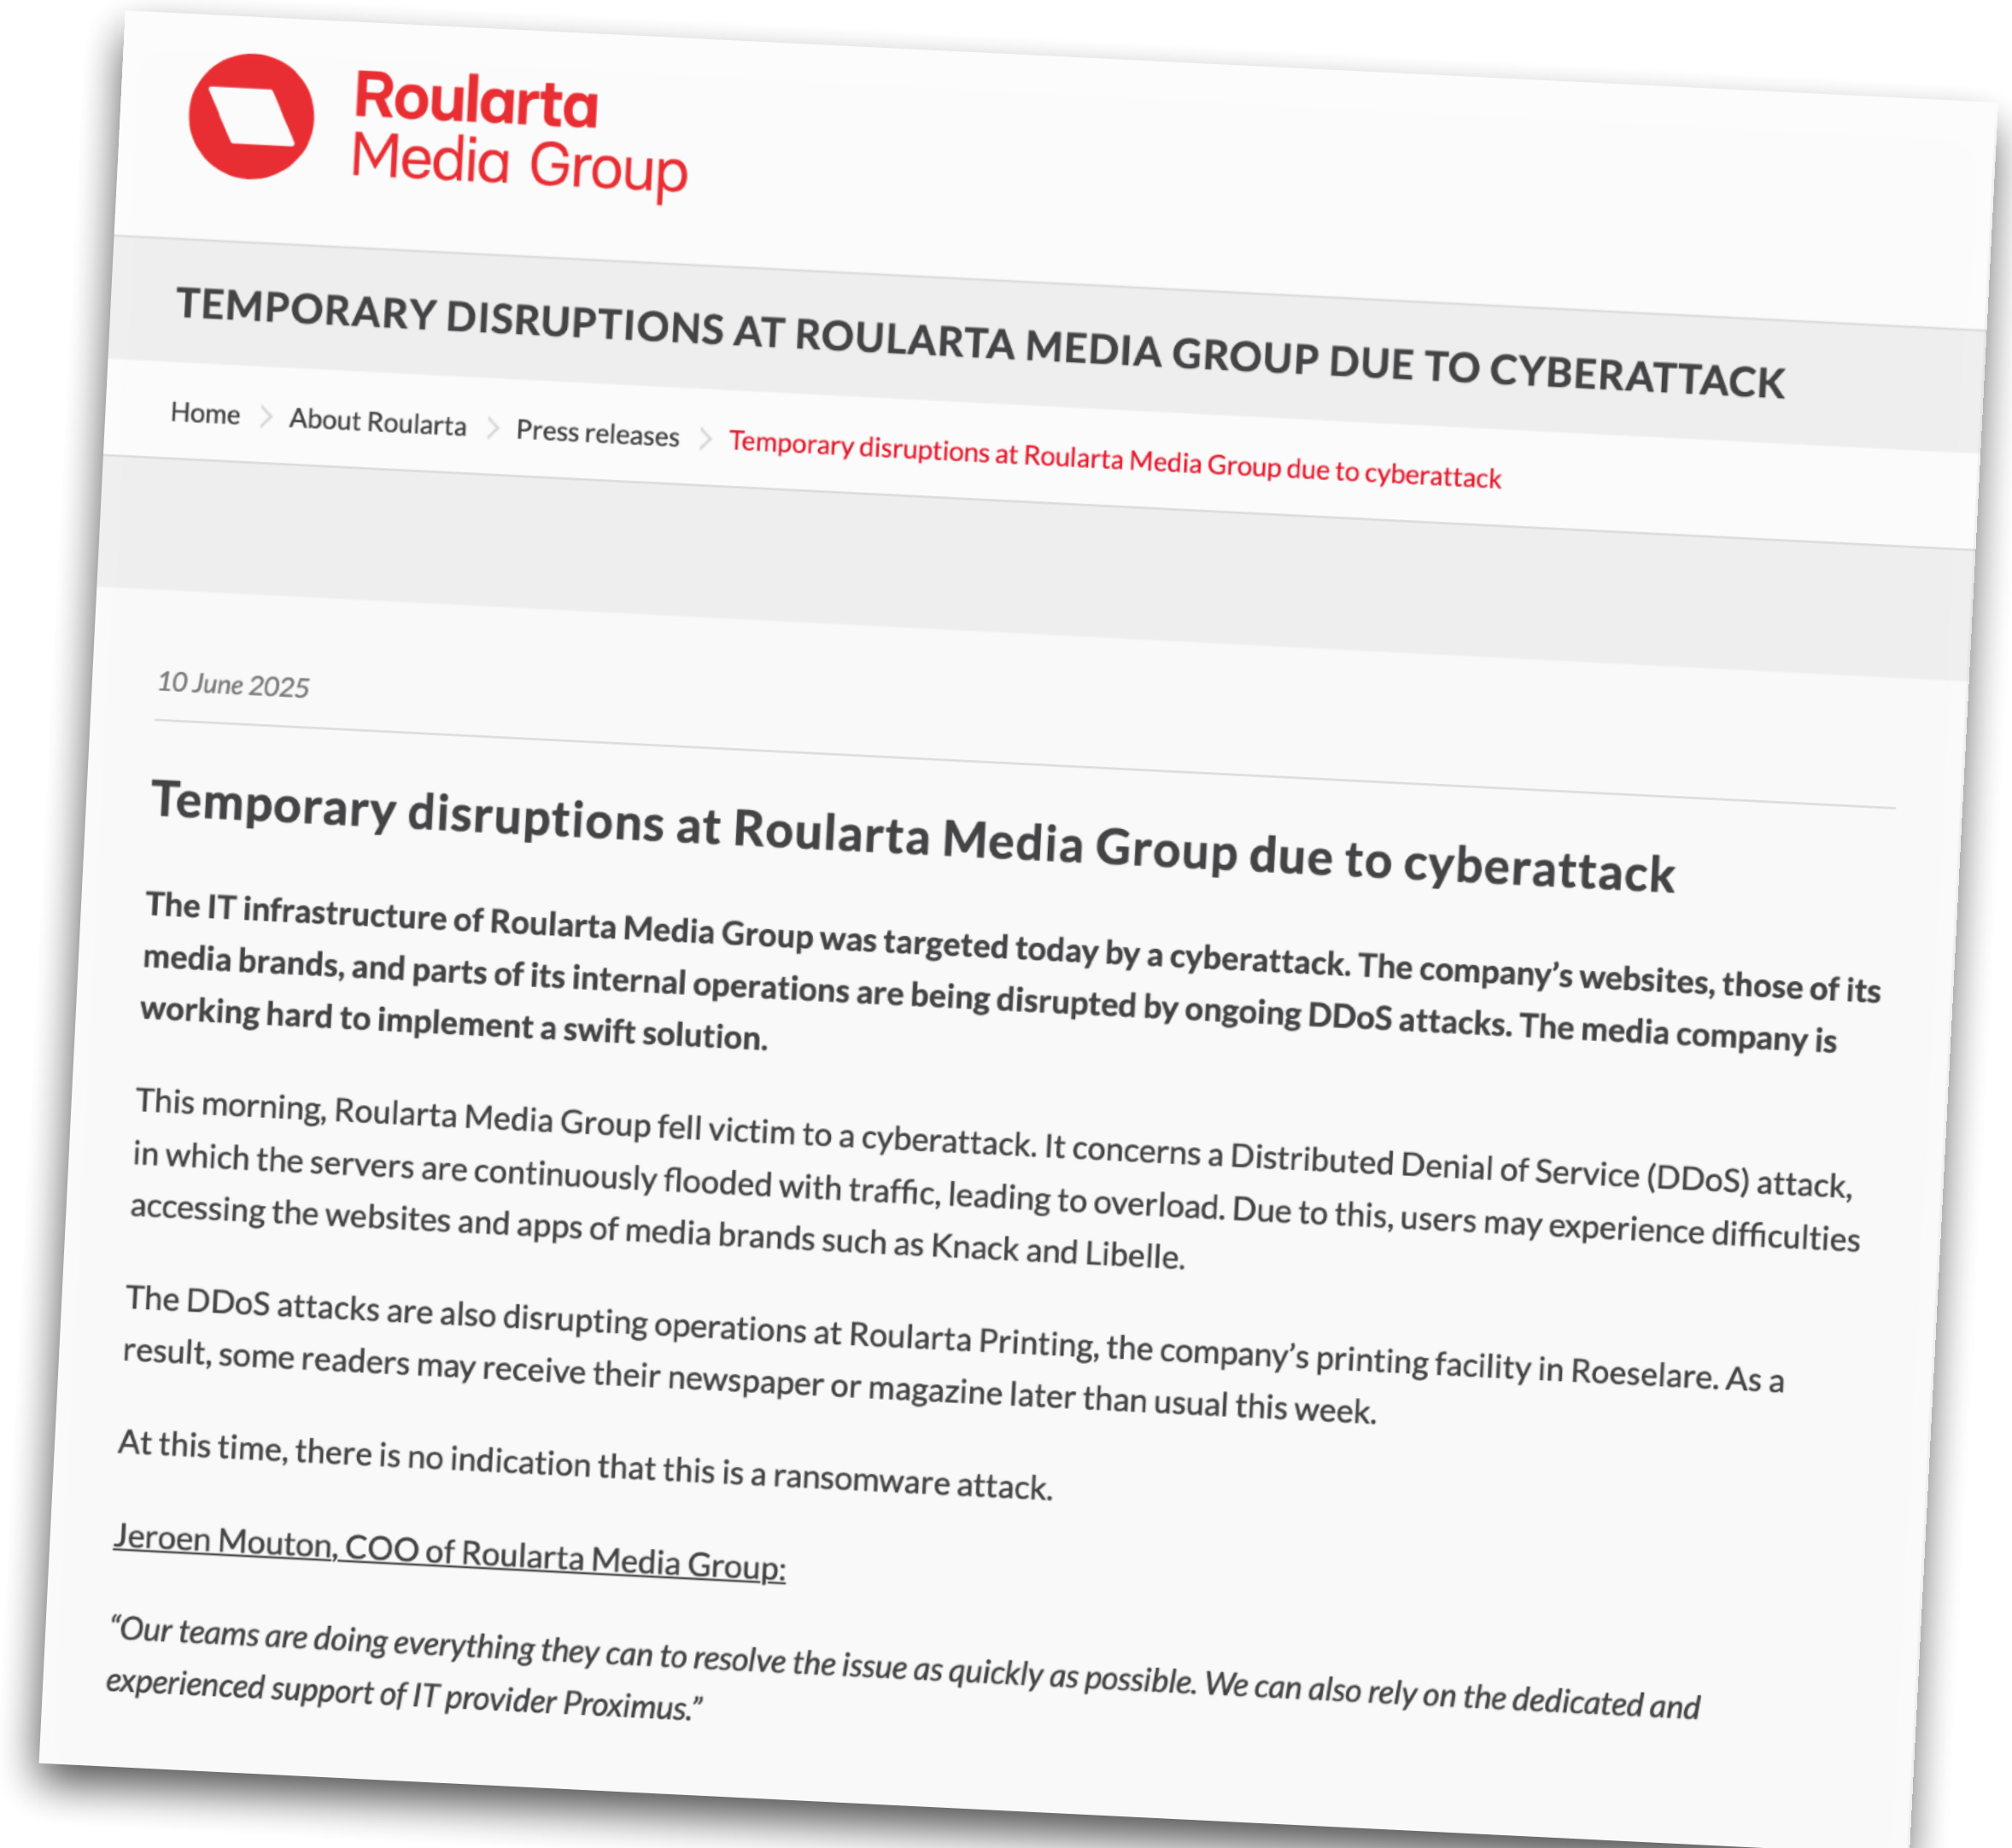 Roularta
Media Group
TEMPORARY DISRUPTIONS AT ROULARTA MEDIA GROUP DUE TO CYBERATTACK
Home > About Roularta > Press releases > Temporary disruptions at Roularta Media Group due to cyberattack
10 June 2025
Temporary disruptions at Roularta Media Group due to cyberattack
The IT infrastructure of Roularta Media Group was targeted today by a cyberattack. The company’s websites, those of its
media brands, and parts of its internal operations are being disrupted by ongoing DDoS attacks. The media company is
working hard to implement a swift solution.
This morning, Roularta Media Group fell victim to a cyberattack. It concerns a Distributed Denial of Service (DDoS) attack,
in which the servers are continuously flooded with traffic, leading to overload. Due to this, users may experience difficulties
accessing the websites and apps of media brands such as Knack and Libelle.
The DDoS attacks are also disrupting operations at Roularta Printing, the company’s printing facility in Roeselare. As a
result, some readers may receive their newspaper or magazine later than usual this week.
At this time, there is no indication that this is a ransomware attack.
Jeroen Mouton, COO of Roularta Media Group:
“Our teams are doing everything they can to resolve the issue as quickly as possible. We can also rely on the dedicated and
experienced support of IT provider Proximus.”